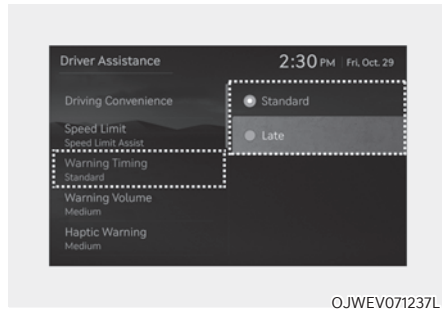 Driver Assistance
2:30 PM Fri, Oct. 29
Driving Convenience
Speed Limit
Speed Limit Assist
Warning Timing
Standard
Warning Volume
Medium
Haptic Warning
Medium
Standard
Late
OJWEV071237L